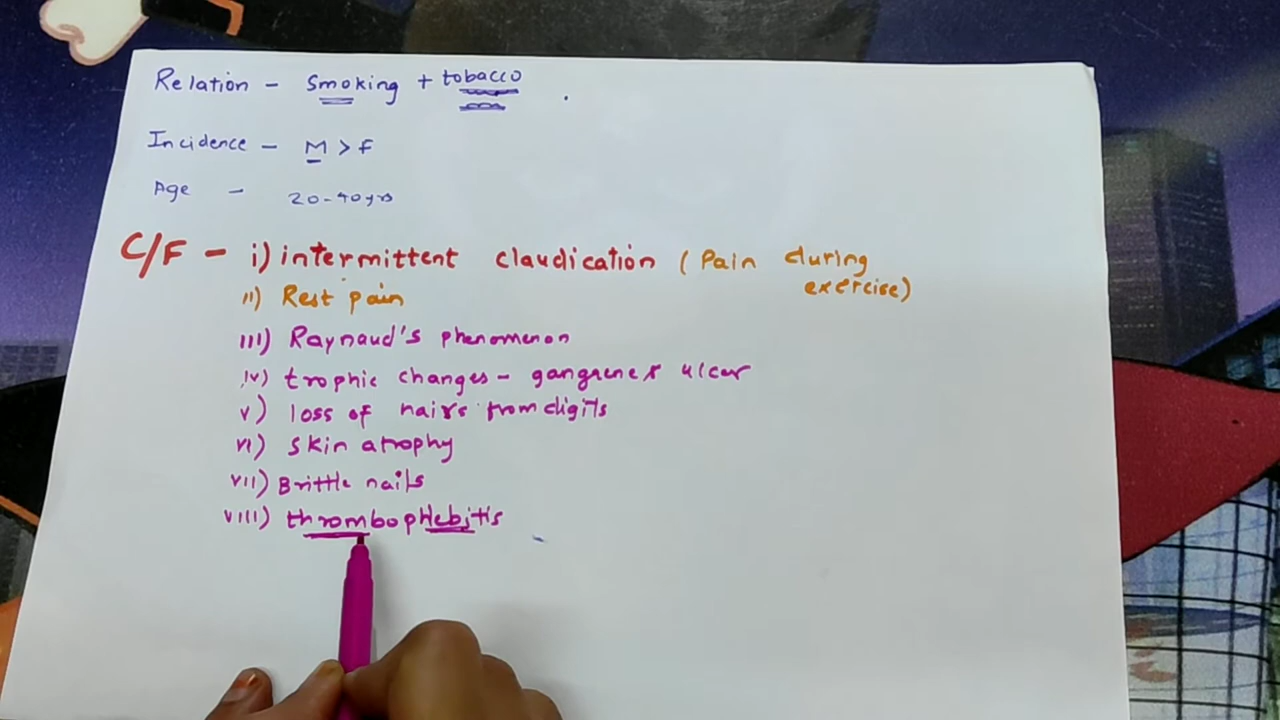 Relation - Smoking + tobacco .
Incidence - M > F
Age - 20-40yrs
C/F - i) intermittent claudication (Pain during
exercise)
ii) Rest pain
iii) Raynaud's phenomenon
iv) trophic changes - gangrene & ulcer
v) loss of hairs from digits
vi) Skin atrophy
vii) Brittle nails
viii) thrombophlebitis